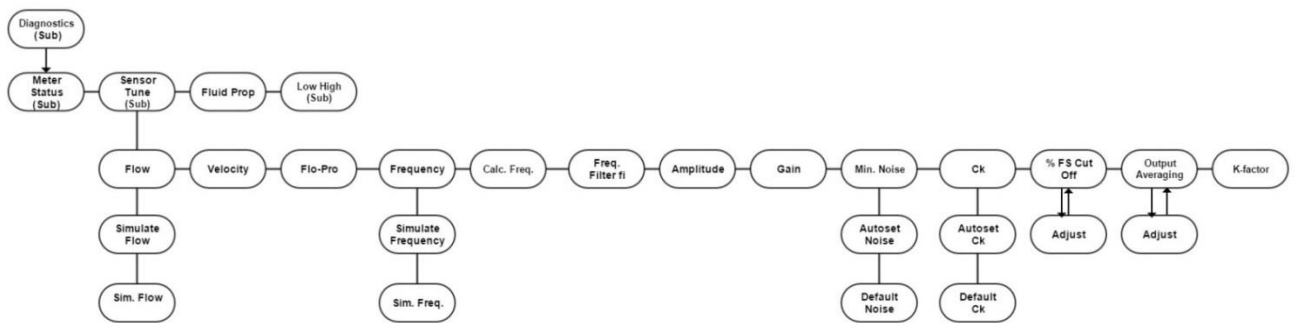 Diagnostics
(Sub)
Meter
Status
(Sub)
Sensor
Tune
(Sub)
Fluid Prop
Low High
(Sub)
Flow
Velocity
Flo-Pro
Frequency
Calc. Freq.
Freq.
Filter fi
Amplitude
Gain
Min. Noise
Ck
% FS Cut
Off
Output
Averaging
K-factor
Simulate
Flow
Simulate
Frequency
Autoset
Noise
Autoset
Ck
Adjust
Adjust
Sim. Flow
Sim. Freq.
Default
Noise
Default
Ck